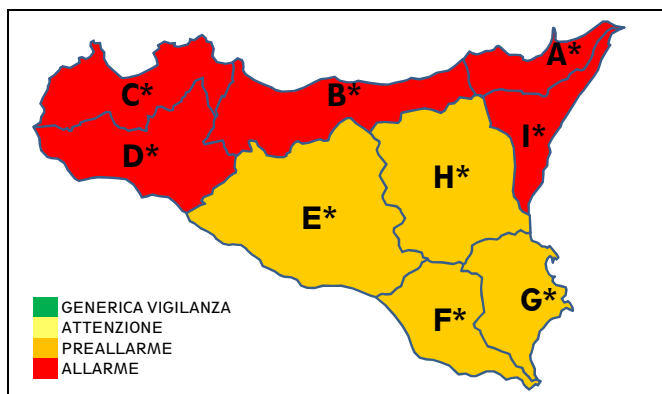 A*
C*
B*
I*
D*
H*
E*
G*
F*
GENERICA VIGILANZA
ATTENZIONE
PREALLARME
ALLARME